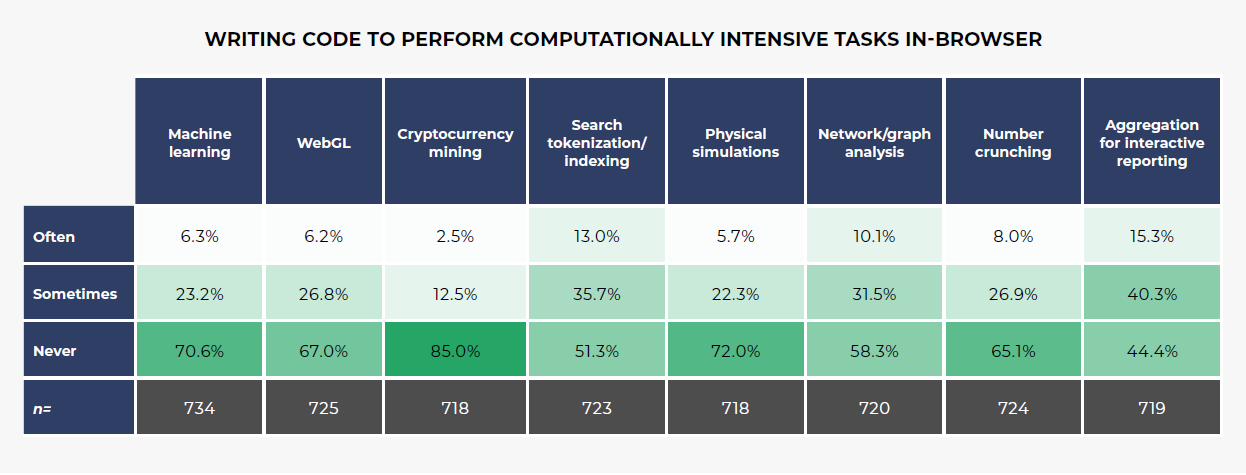 WRITING CODE TO PERFORM COMPUTATIONALLY INTENSIVE TASKS IN-BROWSER
Machine learning WebGL Cryptocurrency mining Search tokenization/ indexing Physical simulations Network/graph analysis Number crunching Aggregation for interactive reporting
Often 6.3% 6.2% 2.5% 13.0% 5.7% 10.1% 8.0% 15.3%
Sometimes 23.2% 26.8% 12.5% 35.7% 22.3% 31.5% 26.9% 40.3%
Never 70.6% 67.0% 85.0% 51.3% 72.0% 58.3% 65.1% 44.4%
n= 734 725 718 723 718 720 724 719